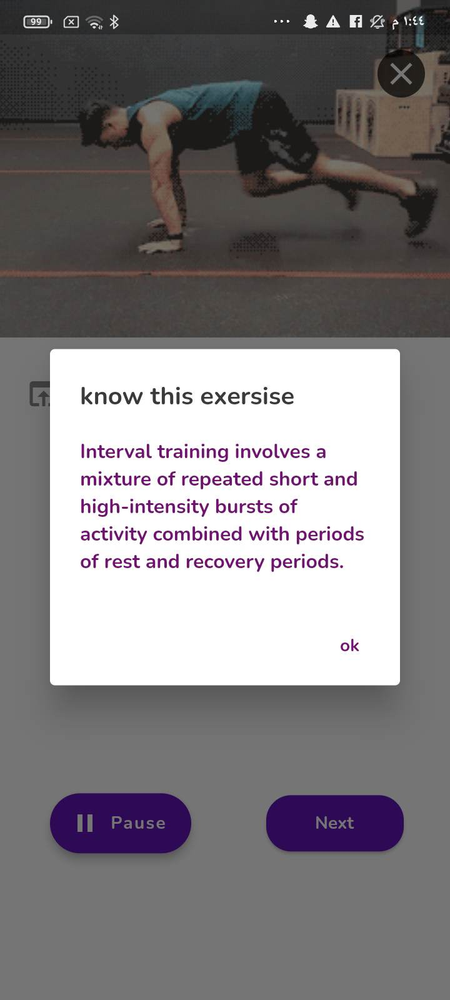 99
م ١:٤٤
know this exersise
Interval training involves a
mixture of repeated short and
high-intensity bursts of
activity combined with periods
of rest and recovery periods.
ok
Pause
Next